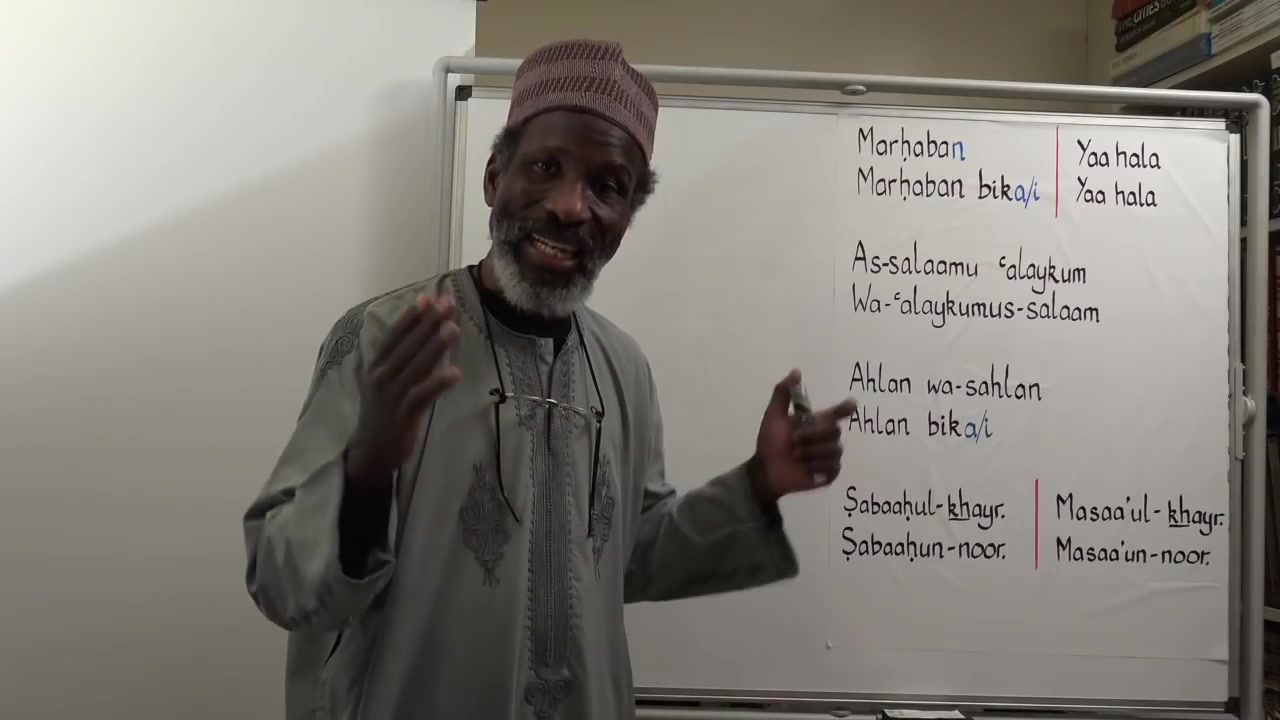 THE CITIES
Marḥaban
Marḥaban bika/i
Yaa hala
Yaa hala
As-salaamu ʿalaykum
Wa-ʿalaykumus-salaam
Ahlan wa-sahlan
Ahlan bika/i
Ṣabaaḥul-khayr.
Ṣabaaḥun-noor.
Masaa'ul-khayr.
Masaa'un-noor.